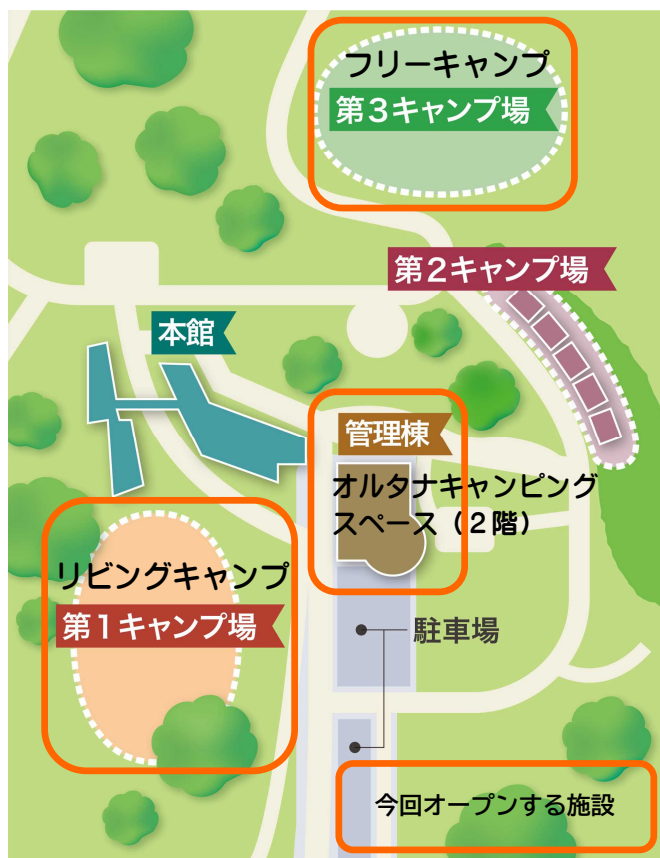 フリーキャンプ
第3キャンプ場
第2キャンプ場
本館
管理棟
オルタナキャンピング
スペース（2階）
リビングキャンプ
第1キャンプ場
駐車場
今回オープンする施設